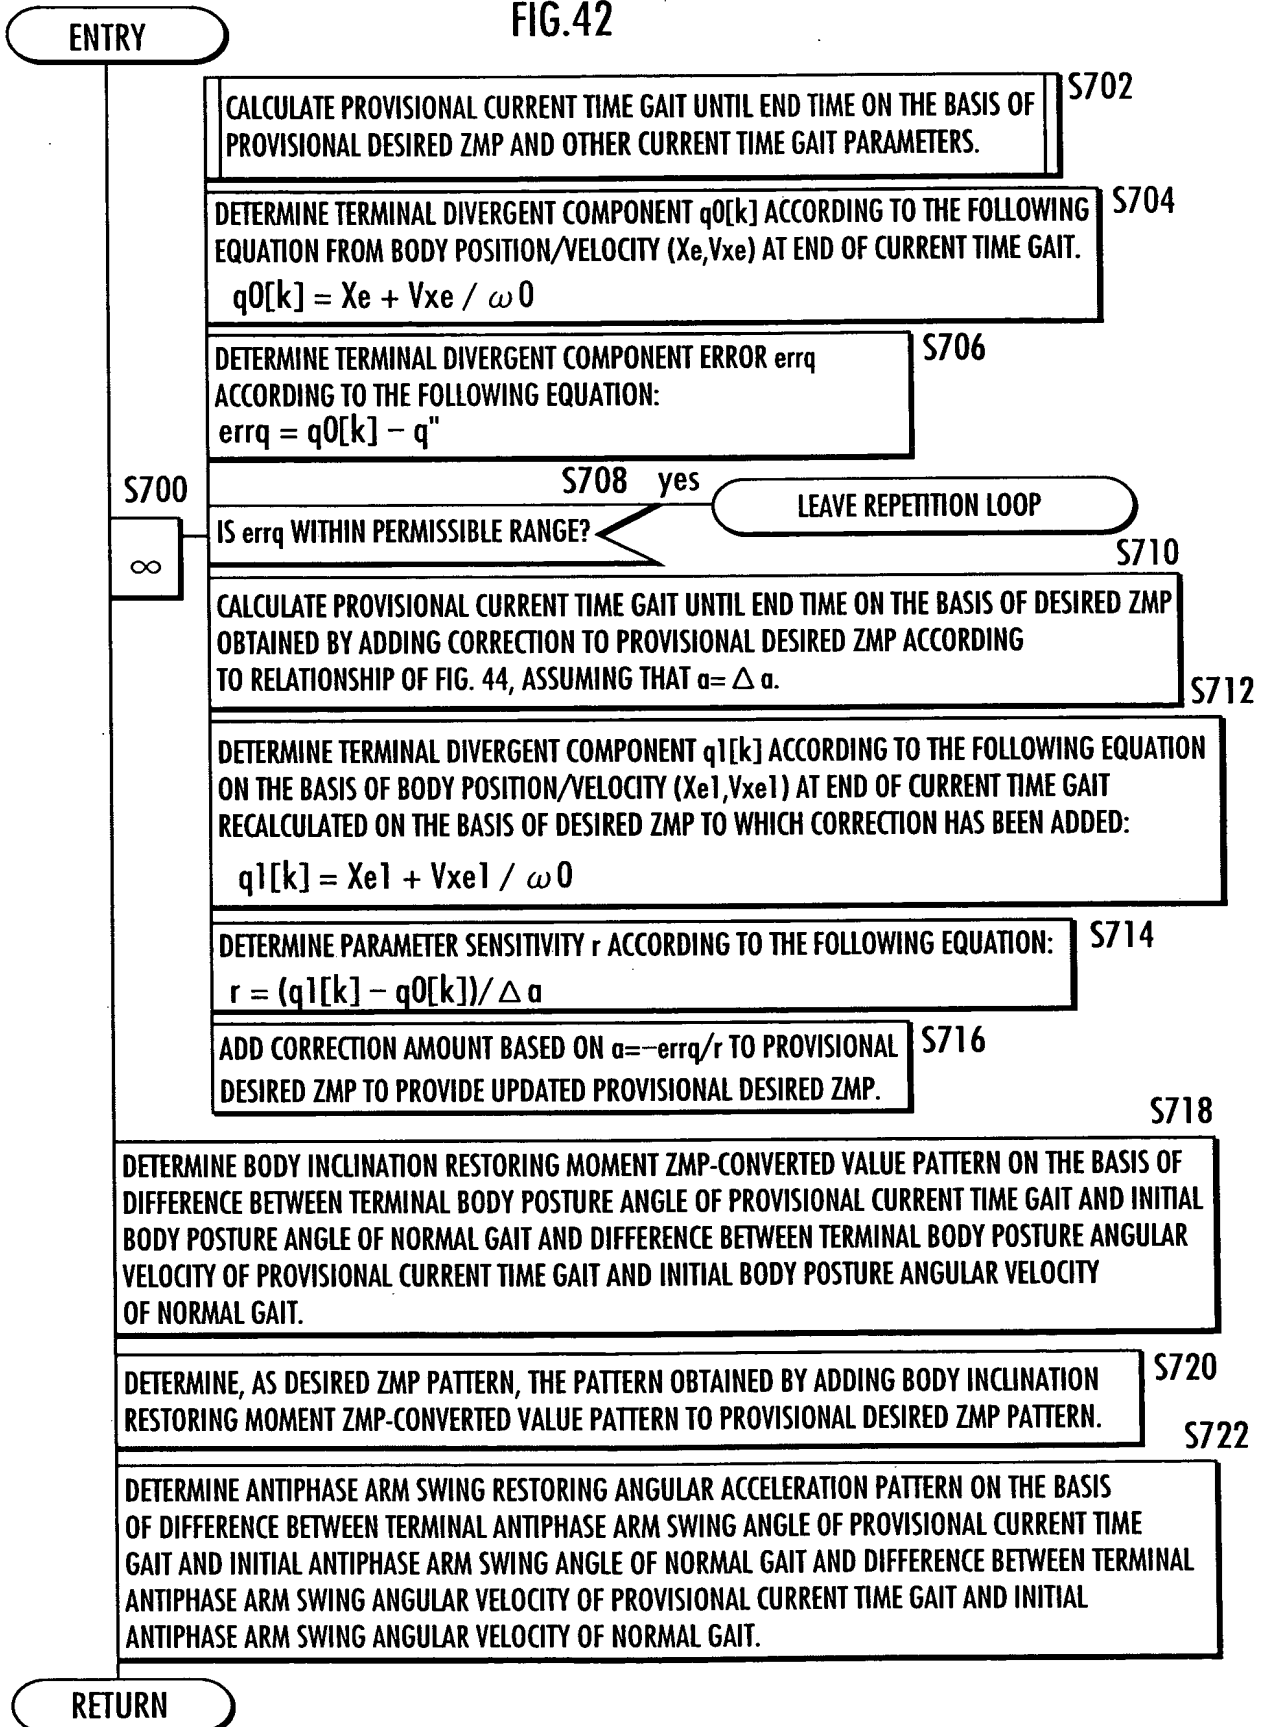 FIG.42
ENTRY
S702
CALCULATE PROVISIONAL CURRENT TIME GAIT UNTIL END TIME ON THE BASIS OF
PROVISIONAL DESIRED ZMP AND OTHER CURRENT TIME GAIT PARAMETERS.
S704
DETERMINE TERMINAL DIVERGENT COMPONENT q0[k] ACCORDING TO THE FOLLOWING
EQUATION FROM BODY POSITION/VELOCITY (Xe,Vxe) AT END OF CURRENT TIME GAIT.
q0[k] = Xe + Vxe / ω0
S706
DETERMINE TERMINAL DIVERGENT COMPONENT ERROR errq
ACCORDING TO THE FOLLOWING EQUATION:
errq = q0[k] − q"
S700
∞
S708 yes
IS errq WITHIN PERMISSIBLE RANGE?
LEAVE REPETITION LOOP
S710
CALCULATE PROVISIONAL CURRENT TIME GAIT UNTIL END TIME ON THE BASIS OF DESIRED ZMP
OBTAINED BY ADDING CORRECTION TO PROVISIONAL DESIRED ZMP ACCORDING
TO RELATIONSHIP OF FIG. 44, ASSUMING THAT a= Δ a.
S712
DETERMINE TERMINAL DIVERGENT COMPONENT q1[k] ACCORDING TO THE FOLLOWING EQUATION
ON THE BASIS OF BODY POSITION/VELOCITY (Xe1,Vxe1) AT END OF CURRENT TIME GAIT
RECALCULATED ON THE BASIS OF DESIRED ZMP TO WHICH CORRECTION HAS BEEN ADDED:
q1[k] = Xe1 + Vxe1 / ω0
S714
DETERMINE PARAMETER SENSITIVITY r ACCORDING TO THE FOLLOWING EQUATION:
r = (q1[k] − q0[k])/ Δ a
S716
ADD CORRECTION AMOUNT BASED ON a=−errq/r TO PROVISIONAL
DESIRED ZMP TO PROVIDE UPDATED PROVISIONAL DESIRED ZMP.
S718
DETERMINE BODY INCLINATION RESTORING MOMENT ZMP-CONVERTED VALUE PATTERN ON THE BASIS OF
DIFFERENCE BETWEEN TERMINAL BODY POSTURE ANGLE OF PROVISIONAL CURRENT TIME GAIT AND INITIAL
BODY POSTURE ANGLE OF NORMAL GAIT AND DIFFERENCE BETWEEN TERMINAL BODY POSTURE ANGULAR
VELOCITY OF PROVISIONAL CURRENT TIME GAIT AND INITIAL BODY POSTURE ANGULAR VELOCITY
OF NORMAL GAIT.
S720
DETERMINE, AS DESIRED ZMP PATTERN, THE PATTERN OBTAINED BY ADDING BODY INCLINATION
RESTORING MOMENT ZMP-CONVERTED VALUE PATTERN TO PROVISIONAL DESIRED ZMP PATTERN.
S722
DETERMINE ANTIPHASE ARM SWING RESTORING ANGULAR ACCELERATION PATTERN ON THE BASIS
OF DIFFERENCE BETWEEN TERMINAL ANTIPHASE ARM SWING ANGLE OF PROVISIONAL CURRENT TIME
GAIT AND INITIAL ANTIPHASE ARM SWING ANGLE OF NORMAL GAIT AND DIFFERENCE BETWEEN TERMINAL
ANTIPHASE ARM SWING ANGULAR VELOCITY OF PROVISIONAL CURRENT TIME GAIT AND INITIAL
ANTIPHASE ARM SWING ANGULAR VELOCITY OF NORMAL GAIT.
RETURN